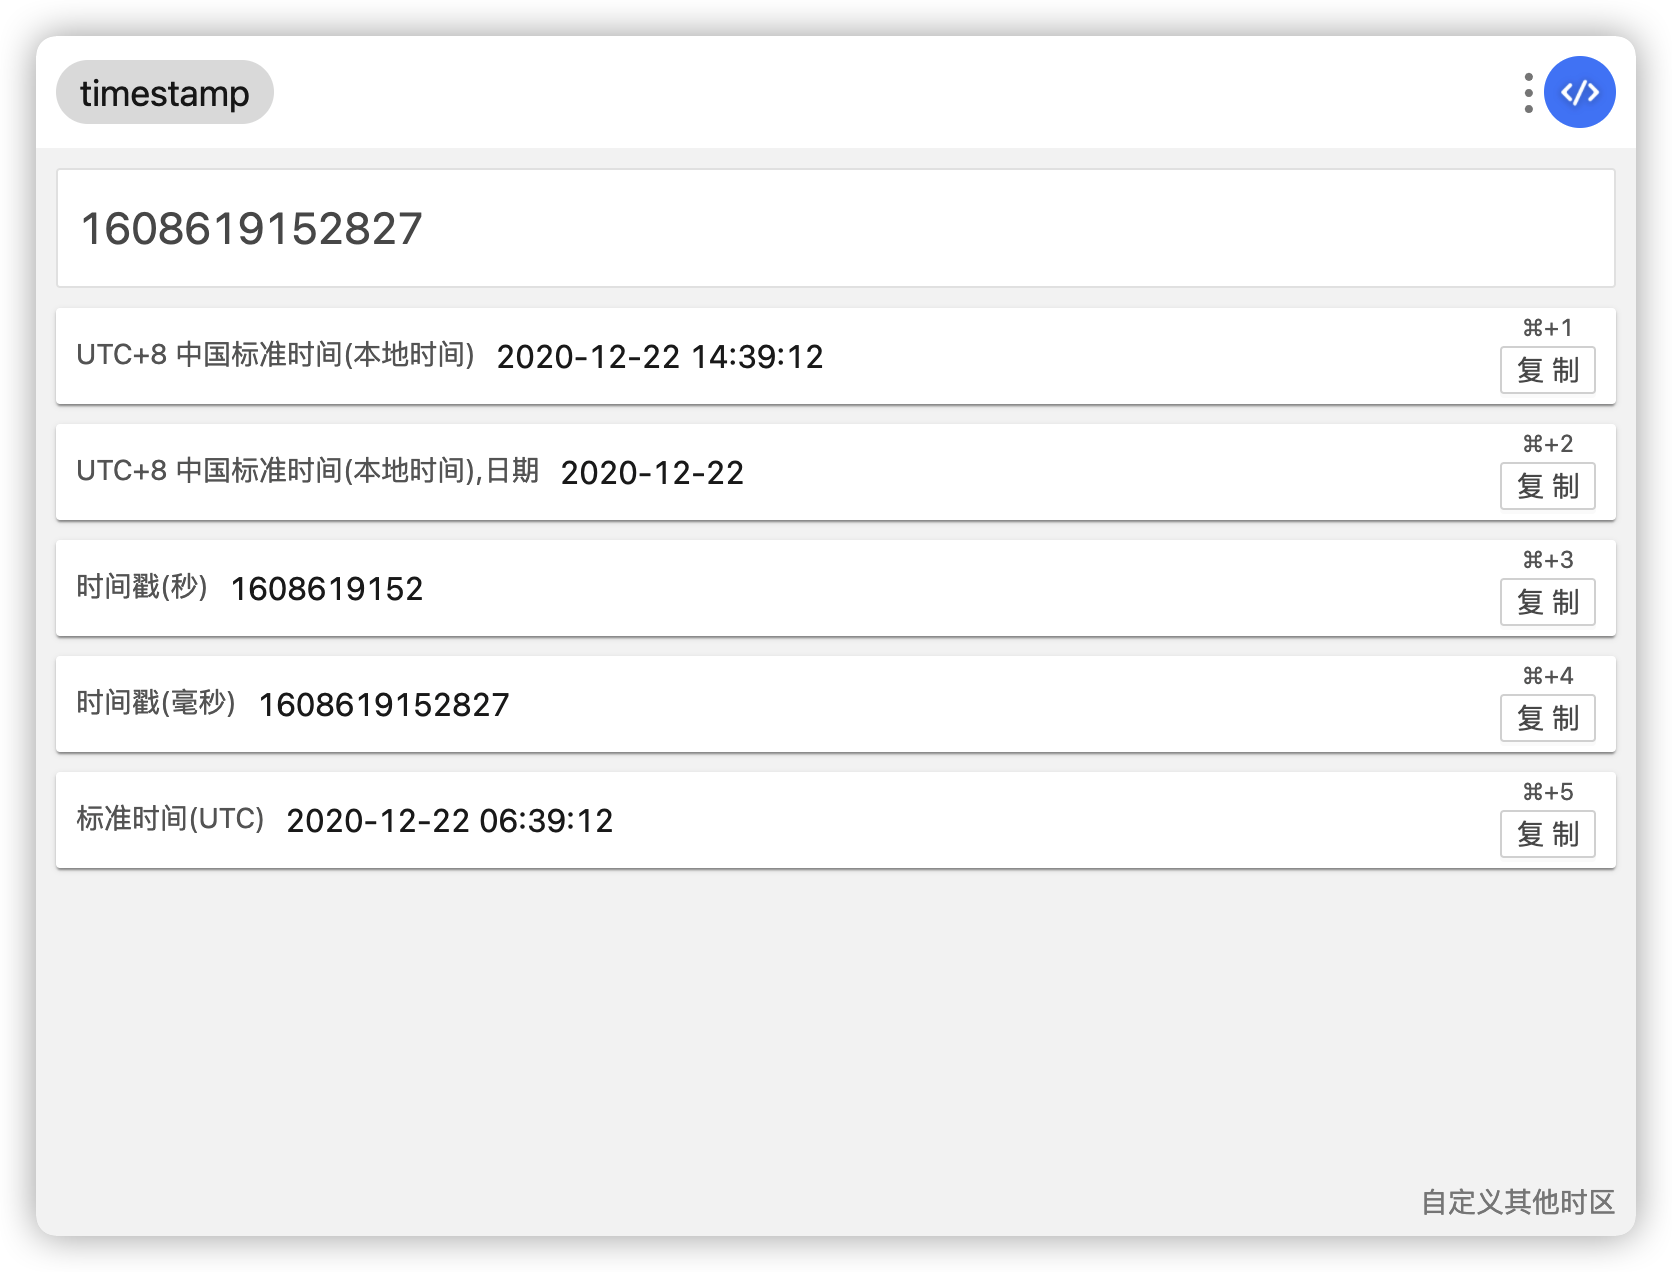 timestamp
</>
1608619152827
UTC+8 中国标准时间(本地时间) 2020-12-22 14:39:12
⌘+1
复 制
UTC+8 中国标准时间(本地时间),日期 2020-12-22
⌘+2
复 制
时间戳(秒) 1608619152
⌘+3
复 制
时间戳(毫秒) 1608619152827
⌘+4
复 制
标准时间(UTC) 2020-12-22 06:39:12
⌘+5
复 制
自定义其他时区